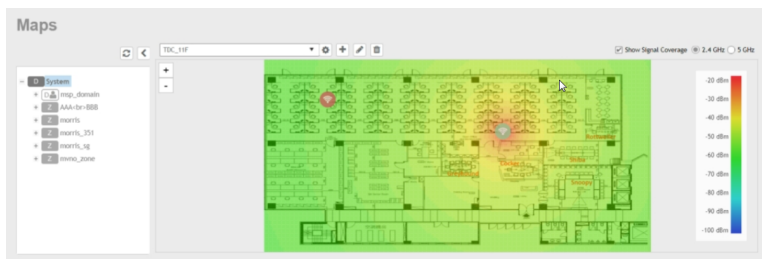 Maps
TDC_11F
Show Signal Coverage 2.4 GHz 5 GHz
+
-
D System
D msp_domain
Z AAA<br>BBB
Z morris
Z morris_351
Z morris_sg
Z mvno_zone
-20 dBm
-30 dBm
-40 dBm
-50 dBm
-60 dBm
-70 dBm
-80 dBm
-90 dBm
-100 dBm
Snoopy